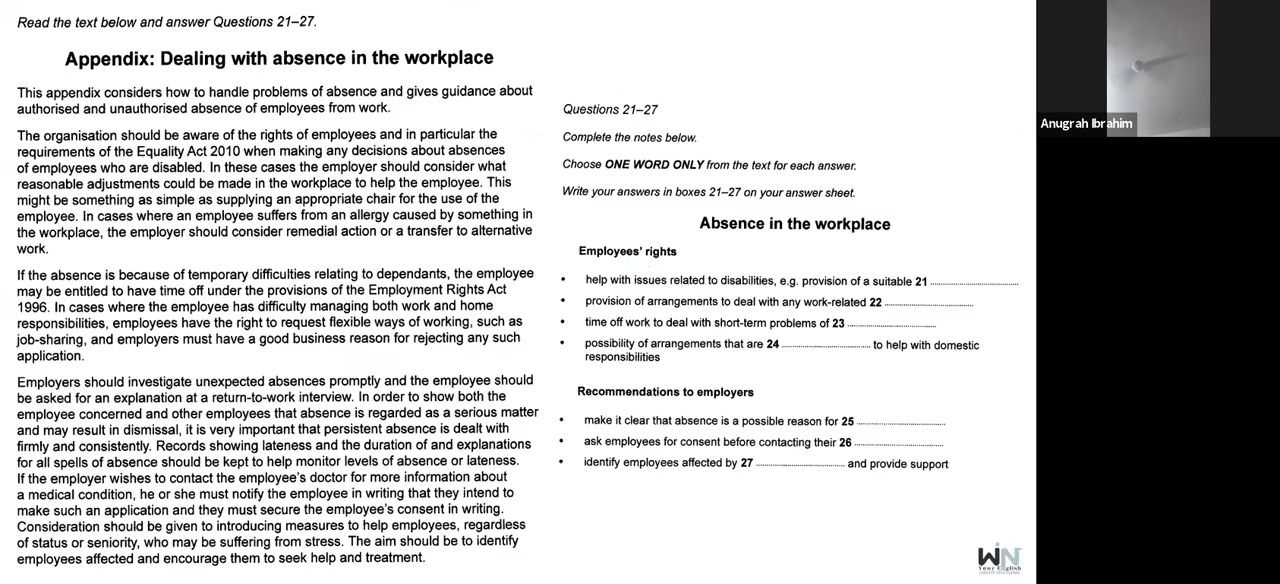 Read the text below and answer Questions 21–27.
Appendix: Dealing with absence in the workplace
This appendix considers how to handle problems of absence and gives guidance about
authorised and unauthorised absence of employees from work.
The organisation should be aware of the rights of employees and in particular the
requirements of the Equality Act 2010 when making any decisions about absences
of employees who are disabled. In these cases the employer should consider what
reasonable adjustments could be made in the workplace to help the employee. This
might be something as simple as supplying an appropriate chair for the use of the
employee. In cases where an employee suffers from an allergy caused by something in
the workplace, the employer should consider remedial action or a transfer to alternative
work.
If the absence is because of temporary difficulties relating to dependants, the employee
may be entitled to have time off under the provisions of the Employment Rights Act
1996. In cases where the employee has difficulty managing both work and home
responsibilities, employees have the right to request flexible ways of working, such as
job-sharing, and employers must have a good business reason for rejecting any such
application.
Employers should investigate unexpected absences promptly and the employee should
be asked for an explanation at a return-to-work interview. In order to show both the
employee concerned and other employees that absence is regarded as a serious matter
and may result in dismissal, it is very important that persistent absence is dealt with
firmly and consistently. Records showing lateness and the duration of and explanations
for all spells of absence should be kept to help monitor levels of absence or lateness.
If the employer wishes to contact the employee's doctor for more information about
a medical condition, he or she must notify the employee in writing that they intend to
make such an application and they must secure the employee's consent in writing.
Consideration should be given to introducing measures to help employees, regardless
of status or seniority, who may be suffering from stress. The aim should be to identify
employees affected and encourage them to seek help and treatment.
Questions 21–27
Complete the notes below.
Choose ONE WORD ONLY from the text for each answer.
Write your answers in boxes 21–27 on your answer sheet.
Absence in the workplace
Employees' rights
• help with issues related to disabilities, e.g. provision of a suitable 21 ........................
• provision of arrangements to deal with any work-related 22 ........................
• time off work to deal with short-term problems of 23 ........................
• possibility of arrangements that are 24 ........................ to help with domestic
responsibilities
Recommendations to employers
• make it clear that absence is a possible reason for 25 ........................
• ask employees for consent before contacting their 26 ........................
• identify employees affected by 27 ........................ and provide support
WiN
Your English
Anugrah Ibrahim